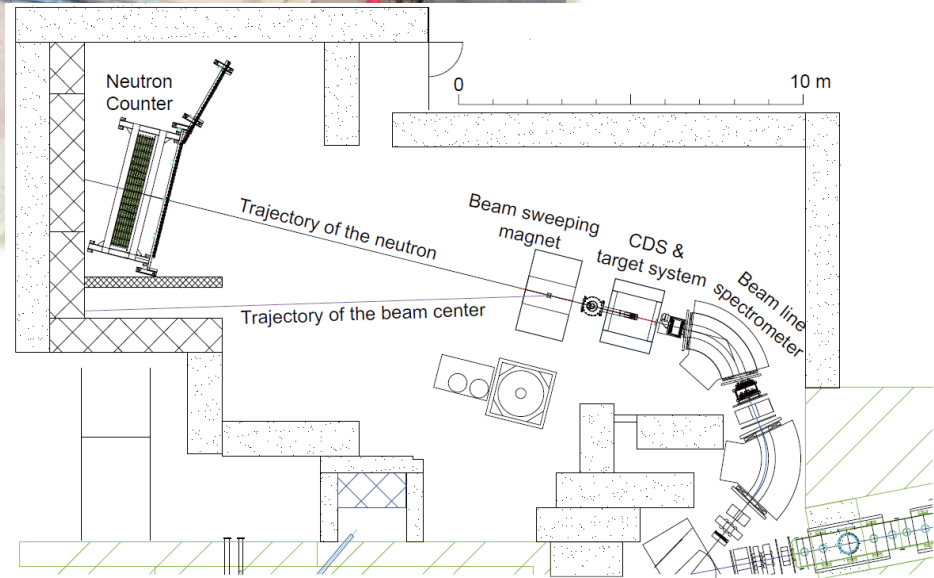 Neutron
Counter
0
10 m
Trajectory of the neutron
Beam sweeping
magnet
CDS &
target system
Beam line
spectrometer
Trajectory of the beam center